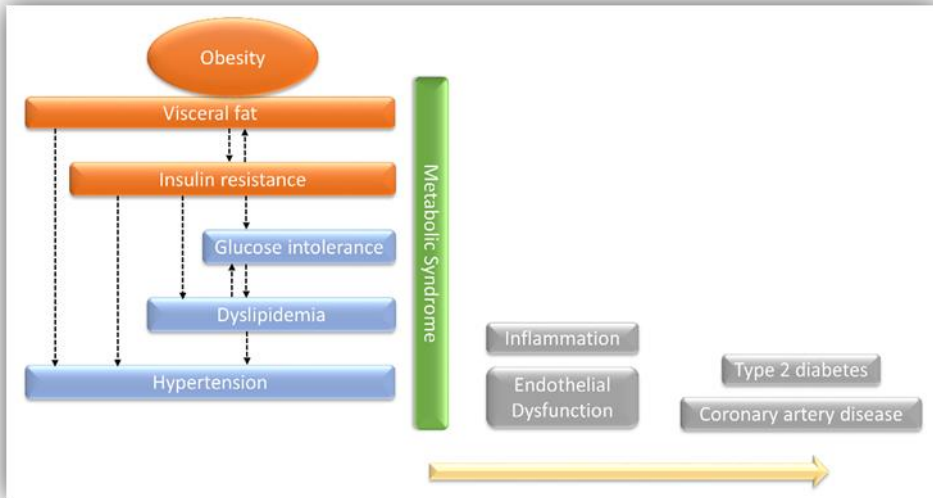 Obesity
Visceral fat
Insulin resistance
Glucose intolerance
Dyslipidemia
Hypertension
Metabolic Syndrome
Inflammation
Endothelial
Dysfunction
Type 2 diabetes
Coronary artery disease